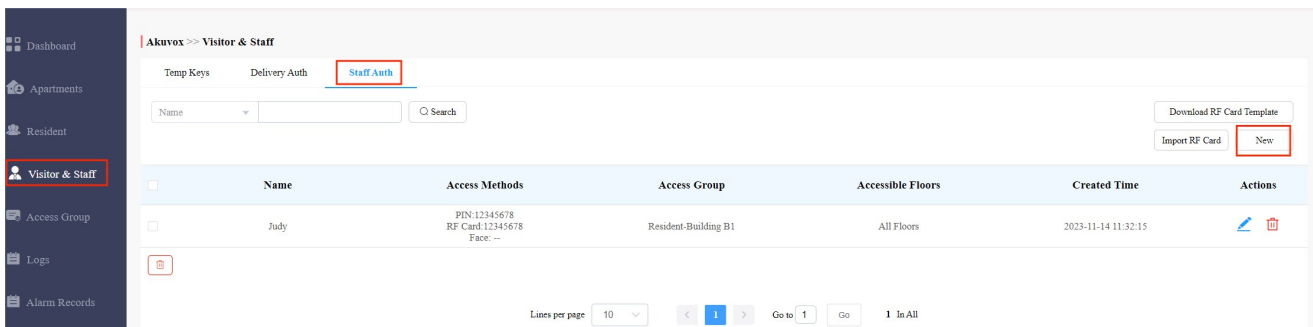 Dashboard
Apartments
Resident
Visitor & Staff
Access Group
Logs
Alarm Records
Akuvox >> Visitor & Staff
Temp Keys Delivery Auth Staff Auth
Name Search Download RF Card Template
Import RF Card New
Name Access Methods Access Group Accessible Floors Created Time Actions
PIN:12345678
Judy RF Card:12345678 Resident-Building B1 All Floors 2023-11-14 11:32:15
Face: --
Lines per page 10 < 1 > Go to 1 Go 1 In All